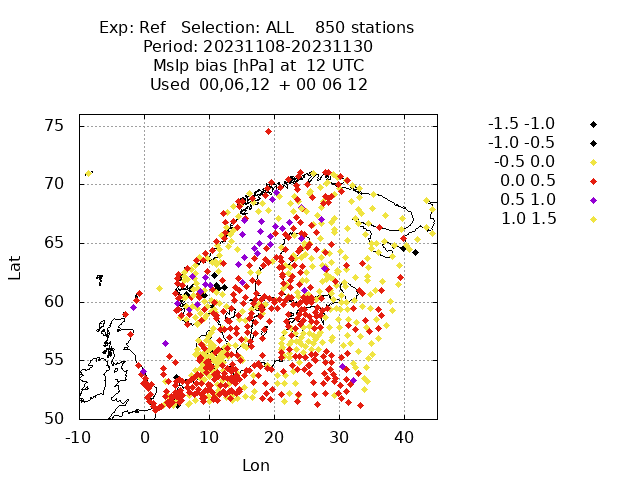 Exp: Ref Selection: ALL 850 stations
Period: 20231108-20231130
Mslp bias [hPa] at 12 UTC
Used 00,06,12 + 00 06 12
75
70
65
60
55
50
-10 0 10 20 30 40
Lat
Lon
-1.5 -1.0
-1.0 -0.5
-0.5 0.0
0.0 0.5
0.5 1.0
1.0 1.5